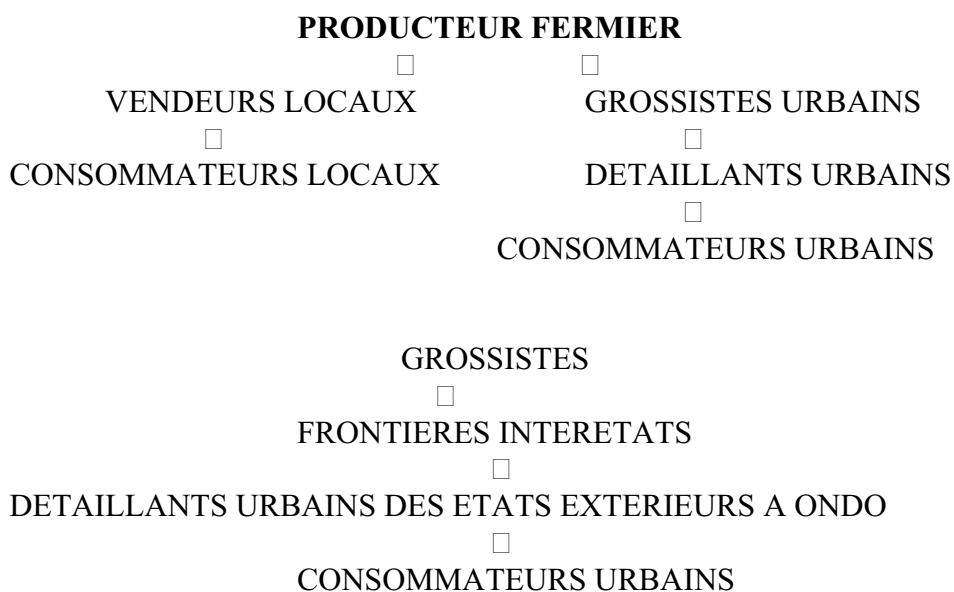 PRODUCTEUR FERMIER
VENDEURS LOCAUX GROSSISTES URBAINS
CONSOMMATEURS LOCAUX DETAILLANTS URBAINS
CONSOMMATEURS URBAINS
GROSSISTES
FRONTIERES INTERETATS
DETAILLANTS URBAINS DES ETATS EXTERIEURS A ONDO
CONSOMMATEURS URBAINS